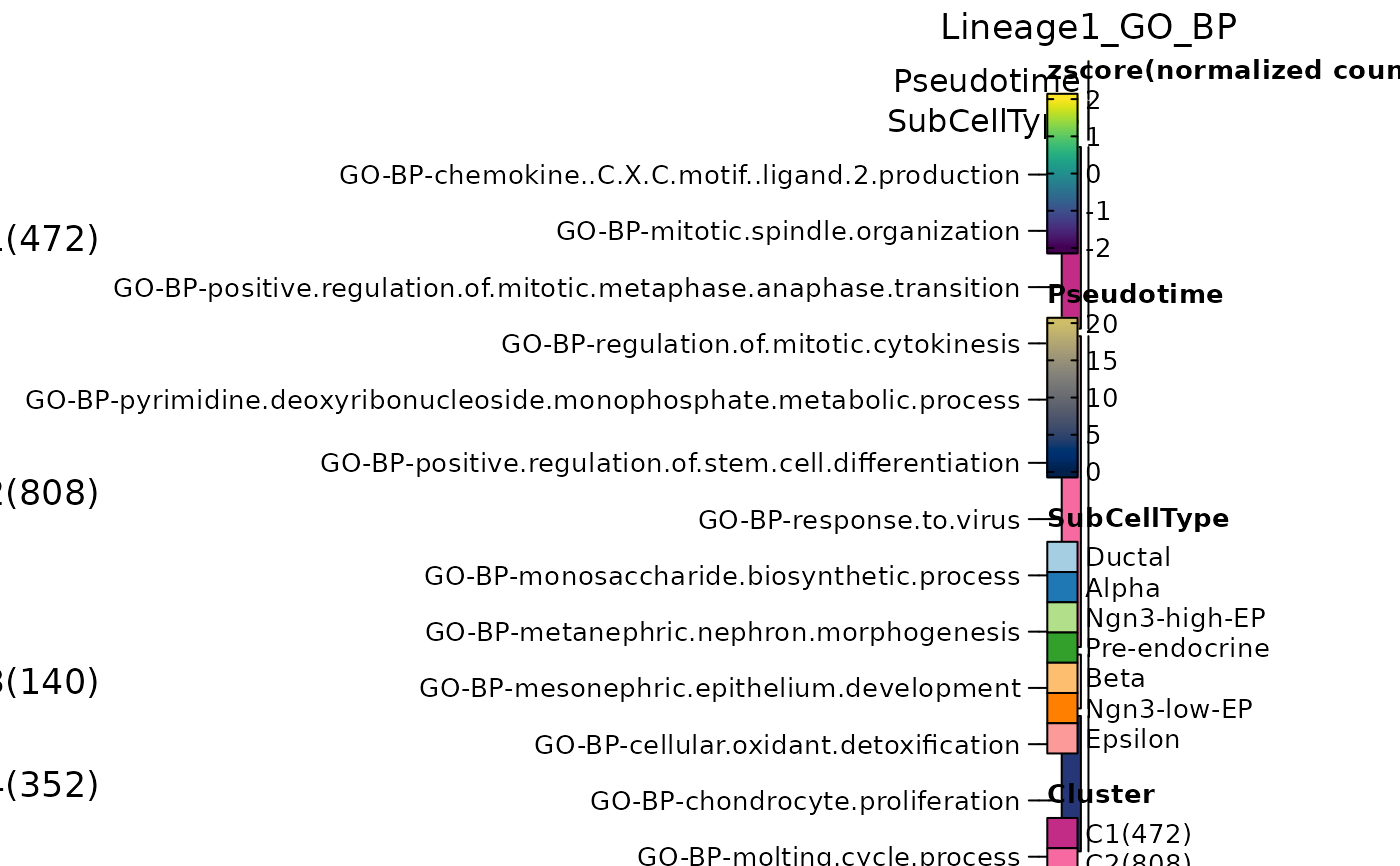 Lineage1_GO_BP
Pseudotime
SubCellTyp
GO-BP-chemokine..C.X.C.motif..ligand.2.production
GO-BP-mitotic.spindle.organization
GO-BP-positive.regulation.of.mitotic.metaphase.anaphase.transition
GO-BP-regulation.of.mitotic.cytokinesis
GO-BP-pyrimidine.deoxyribonucleoside.monophosphate.metabolic.process
GO-BP-positive.regulation.of.stem.cell.differentiation
GO-BP-response.to.virus
GO-BP-monosaccharide.biosynthetic.process
GO-BP-metanephric.nephron.morphogenesis
GO-BP-mesonephric.epithelium.development
GO-BP-cellular.oxidant.detoxification
GO-BP-chondrocyte.proliferation
GO-BP-molting.cycle.process
(472)
(808)
(140)
(352)
zscore(normalized coun
2
1
0
-1
-2
Pseudotime
20
15
10
5
0
SubCellType
Ductal
Alpha
Ngn3-high-EP
Pre-endocrine
Beta
Ngn3-low-EP
Epsilon
Cluster
C1(472)
C2(808)